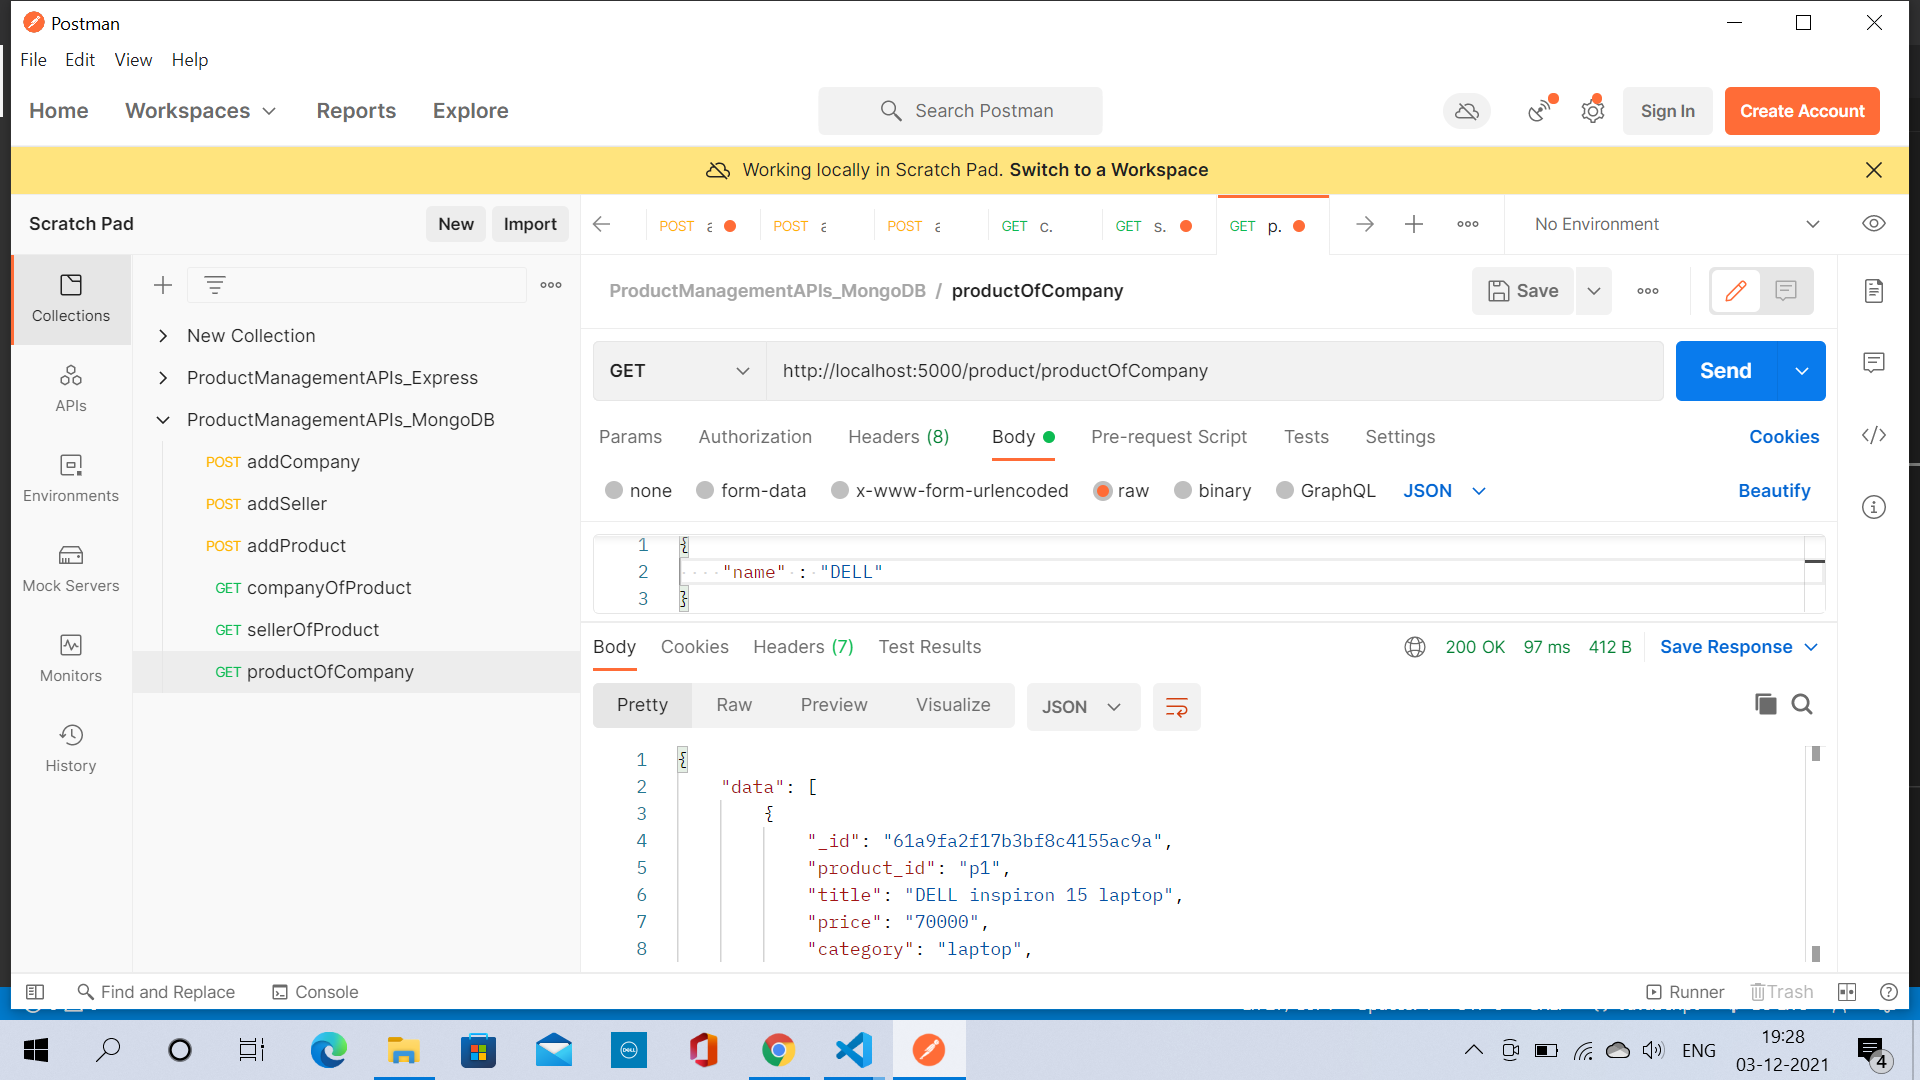 Postman
File Edit View Help
Home Workspaces Reports Explore Search Postman Sign In Create Account
Working locally in Scratch Pad. Switch to a Workspace
Scratch Pad New Import POST POST POST GET c. GET s. GET p. No Environment
Collections
APIs
Environments
Mock Servers
Monitors
History
New Collection
ProductManagementAPIs_Express
ProductManagementAPIs_MongoDB
POST addCompany
POST addSeller
POST addProduct
GET companyOfProduct
GET sellerOfProduct
GET productOfCompany
ProductManagementAPIs_MongoDB / productOfCompany Save
GET http://localhost:5000/product/productOfCompany Send
Params Authorization Headers (8) Body Pre-request Script Tests Settings Cookies
none form-data x-www-form-urlencoded raw binary GraphQL JSON Beautify
1 {
2 "name" : "DELL"
3 }
Body Cookies Headers (7) Test Results 200 OK 97 ms 412 B Save Response
Pretty Raw Preview Visualize JSON
1 {
2 "data": [
3 {
4 "_id": "61a9fa2f17b3bf8c4155ac9a",
5 "product_id": "p1",
6 "title": "DELL inspiron 15 laptop",
7 "price": "70000",
8 "category": "laptop",
Find and Replace Console Runner Trash
DELL
ENG 19:28
03-12-2021 4